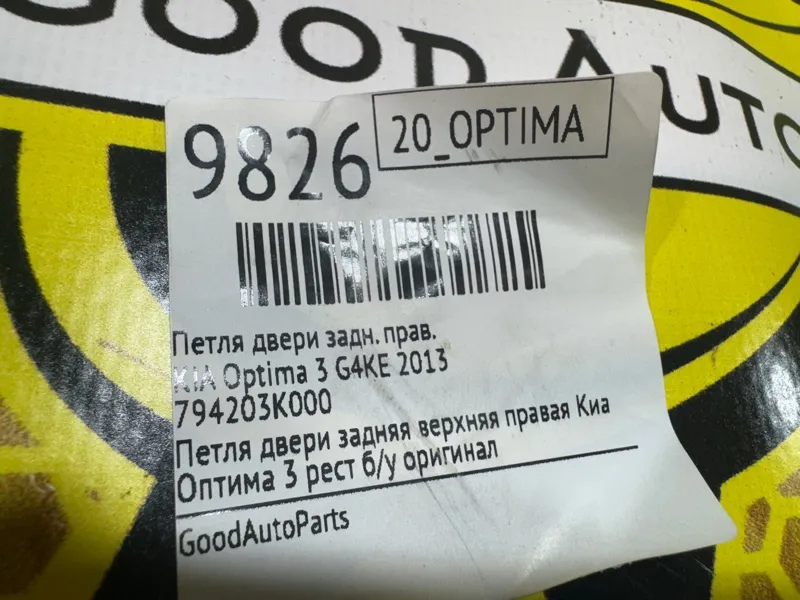 GOOD AUTO
9826
20_OPTIMA
Петля двери задн. прав.
KIA Optima 3 G4KE 2013
794203K000
Петля двери задняя верхняя правая Киа
Оптима 3 рест б/у оригинал
GoodAutoParts